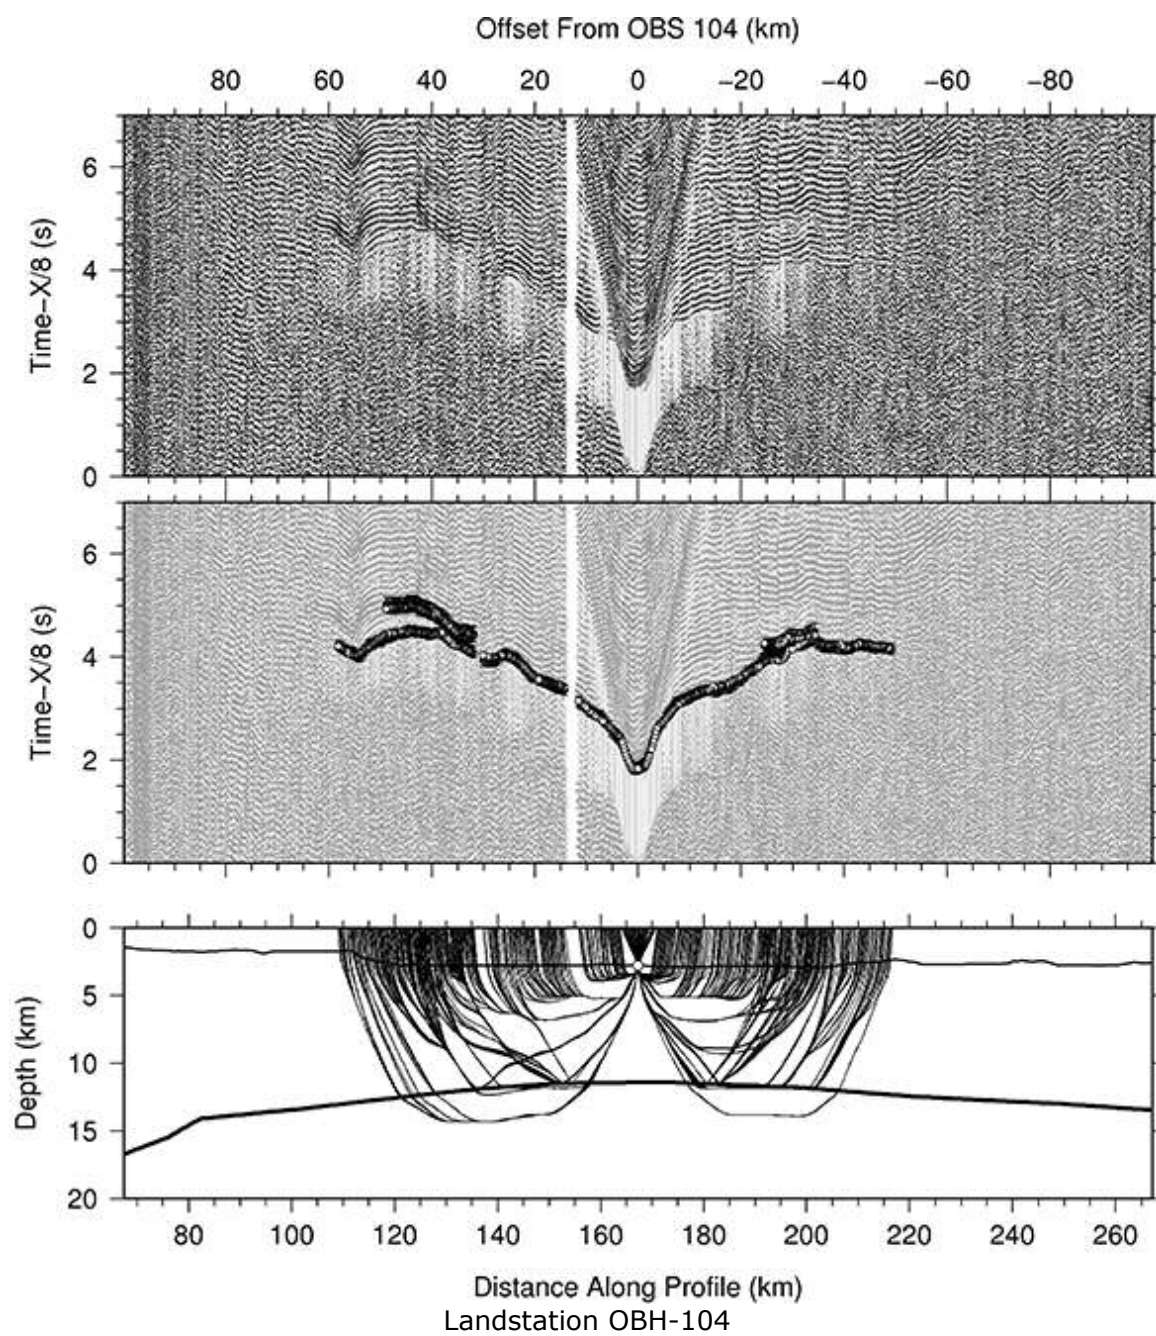 Offset From OBS 104 (km)
80 60 40 20 0 −20 −40 −60 −80
6
4
2
0
Time−X/8 (s)
6
4
2
0
Time−X/8 (s)
0
5
10
15
20
Depth (km)
80 100 120 140 160 180 200 220 240 260
Distance Along Profile (km)
Landstation OBH-104